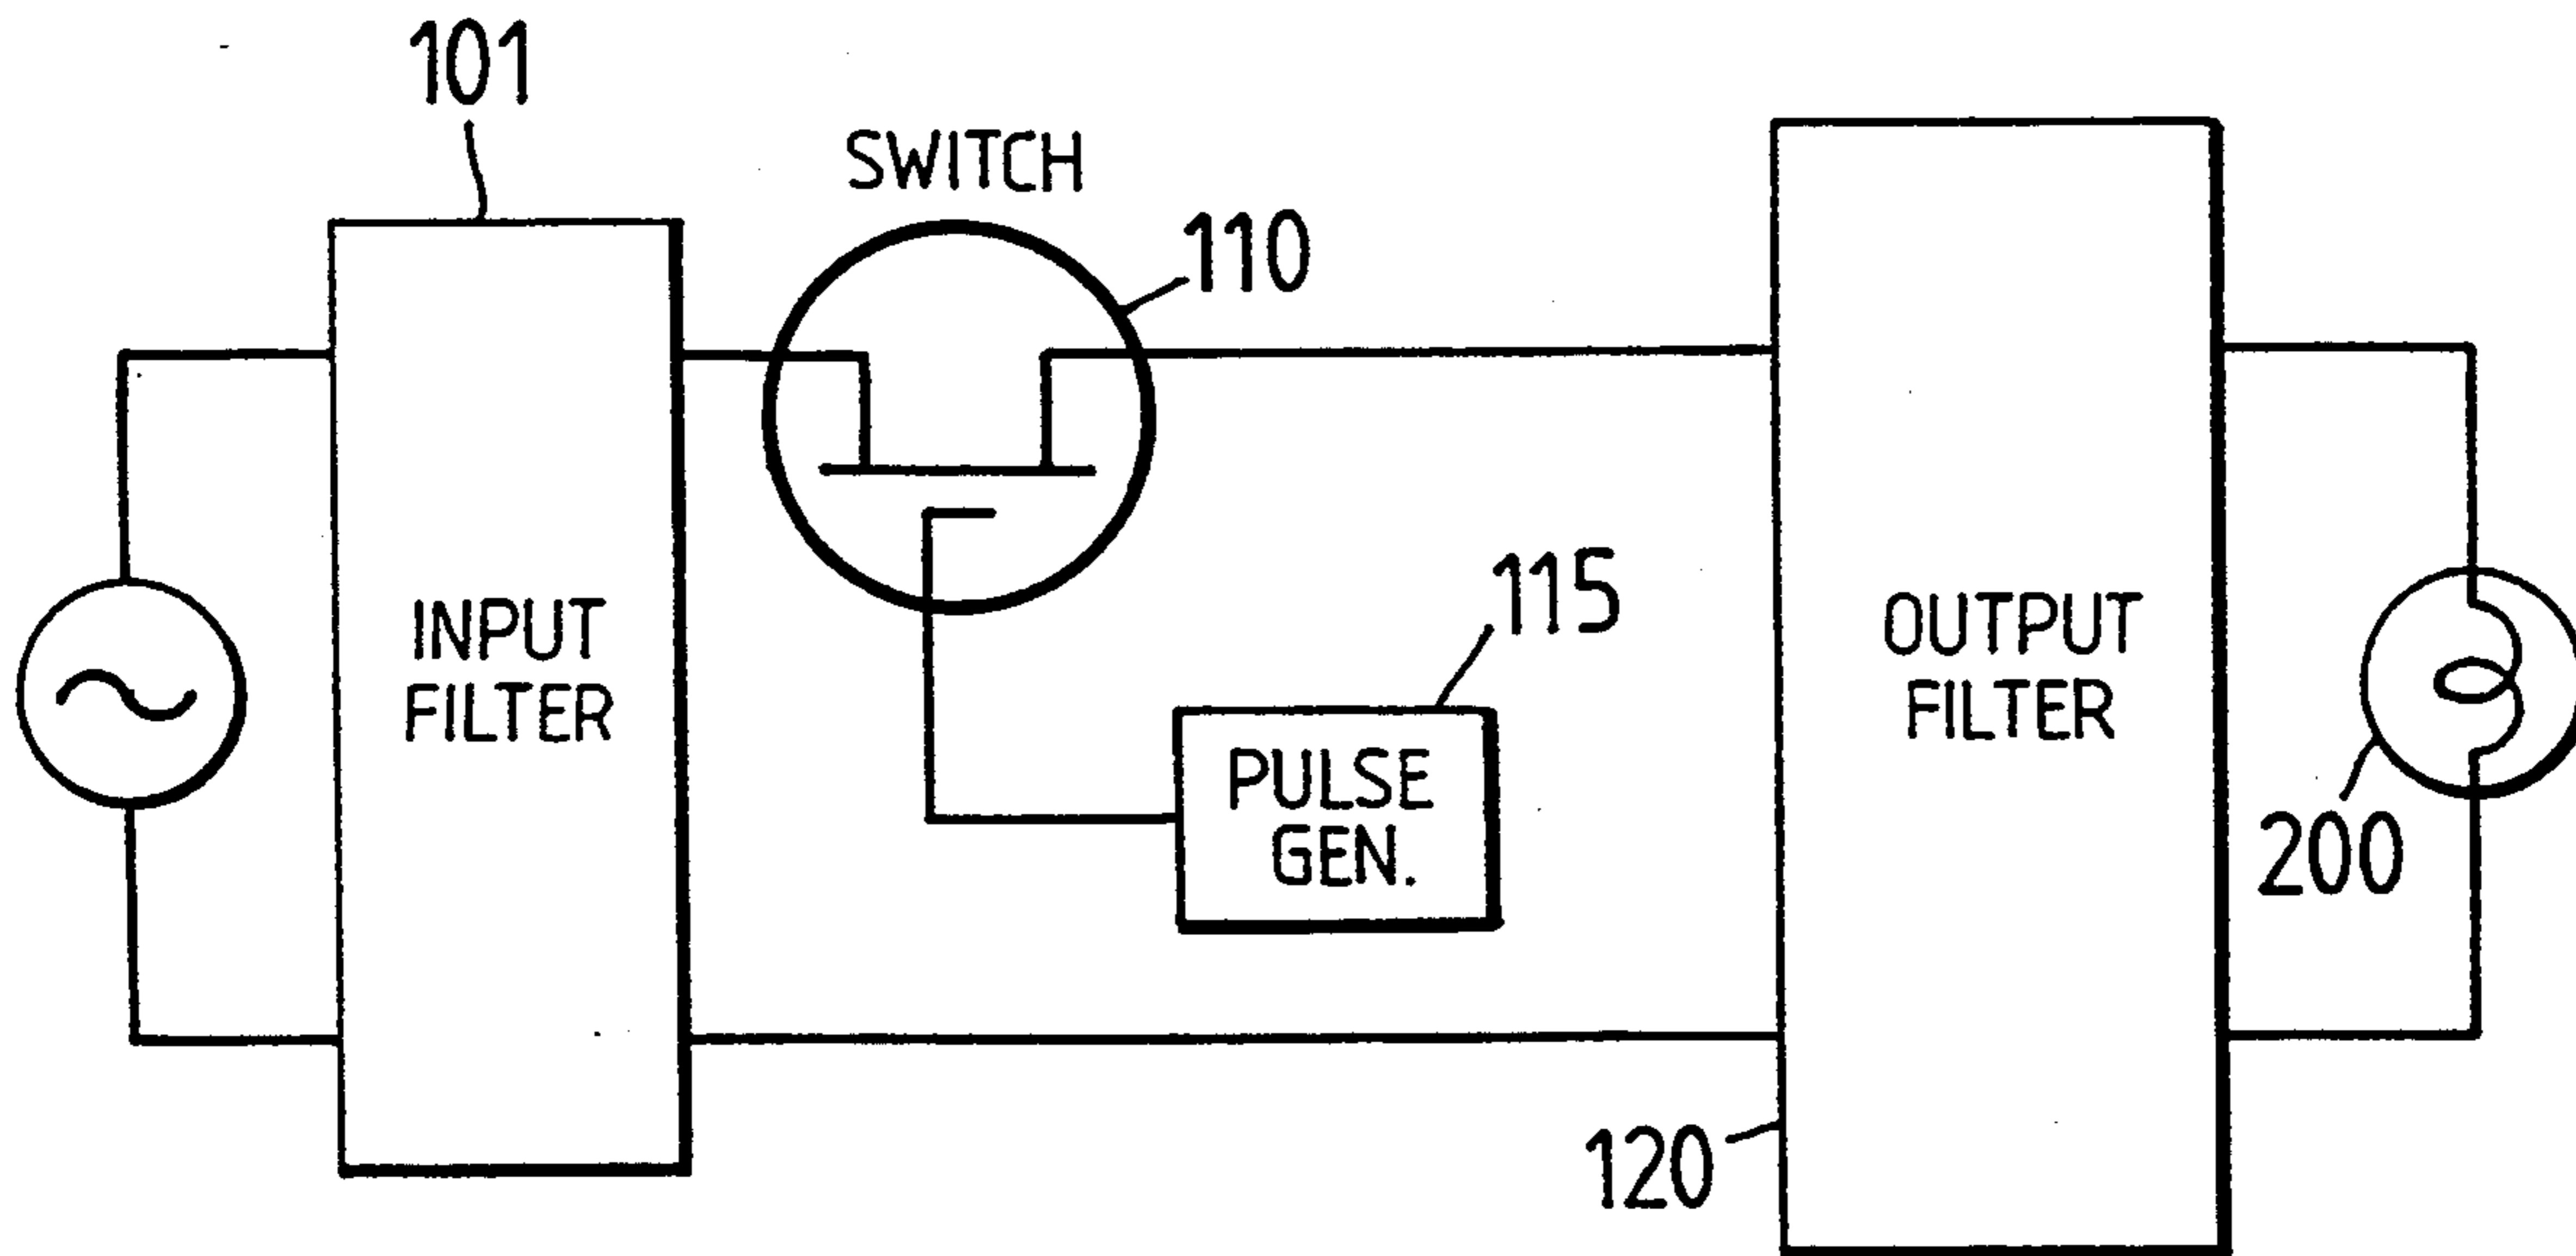 101
SWITCH
110
INPUT
FILTER
115
PULSE
GEN.
OUTPUT
FILTER
200
120